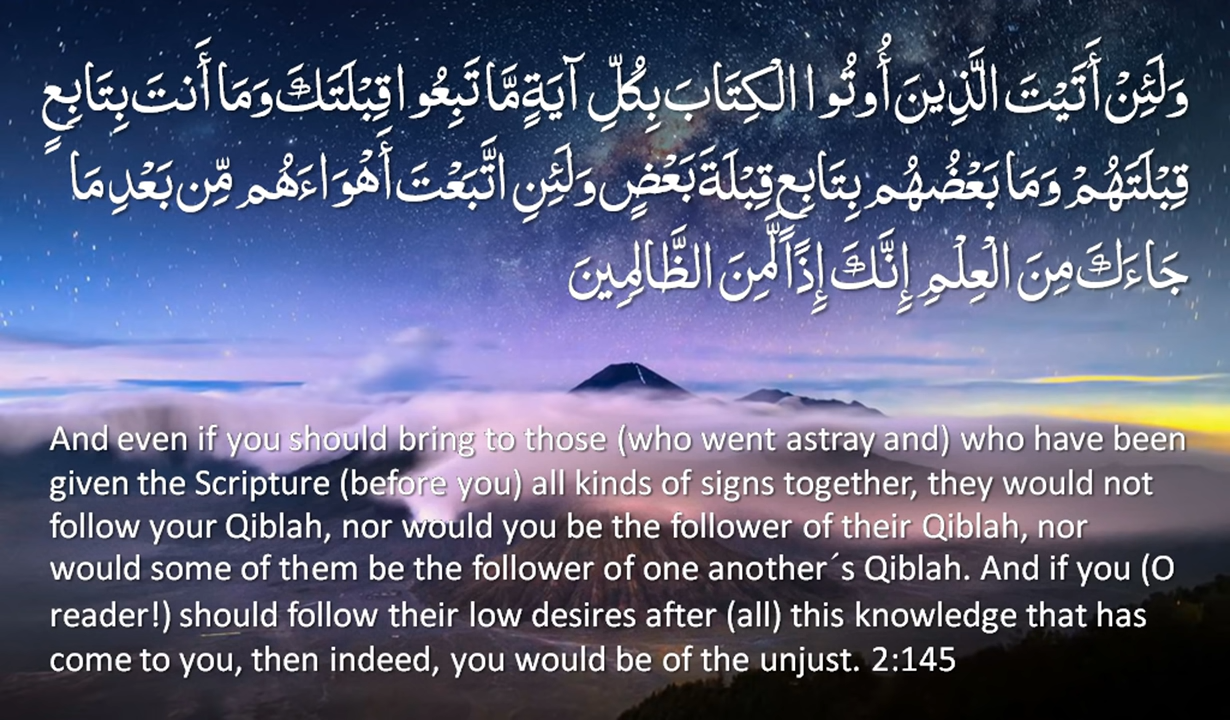 وَلَئِنْ أَتَيْتَ الَّذِينَ أُوتُوا الْكِتَابَ بِكُلِّ آيَةٍ مَّا تَبِعُوا قِبْلَتَكَ وَمَا أَنتَ بِتَابِعٍ
قِبْلَتَهُمْ وَمَا بَعْضُهُم بِتَابِعٍ قِبْلَةَ بَعْضٍ وَلَئِنِ اتَّبَعْتَ أَهْوَاءَهُم مِّن بَعْدِ مَا
جَاءَكَ مِنَ الْعِلْمِ إِنَّكَ إِذًا لَّمِنَ الظَّالِمِينَ
And even if you should bring to those (who went astray and) who have been
given the Scripture (before you) all kinds of signs together, they would not
follow your Qiblah, nor would you be the follower of their Qiblah, nor
would some of them be the follower of one another´s Qiblah. And if you (O
reader!) should follow their low desires after (all) this knowledge that has
come to you, then indeed, you would be of the unjust. 2:145